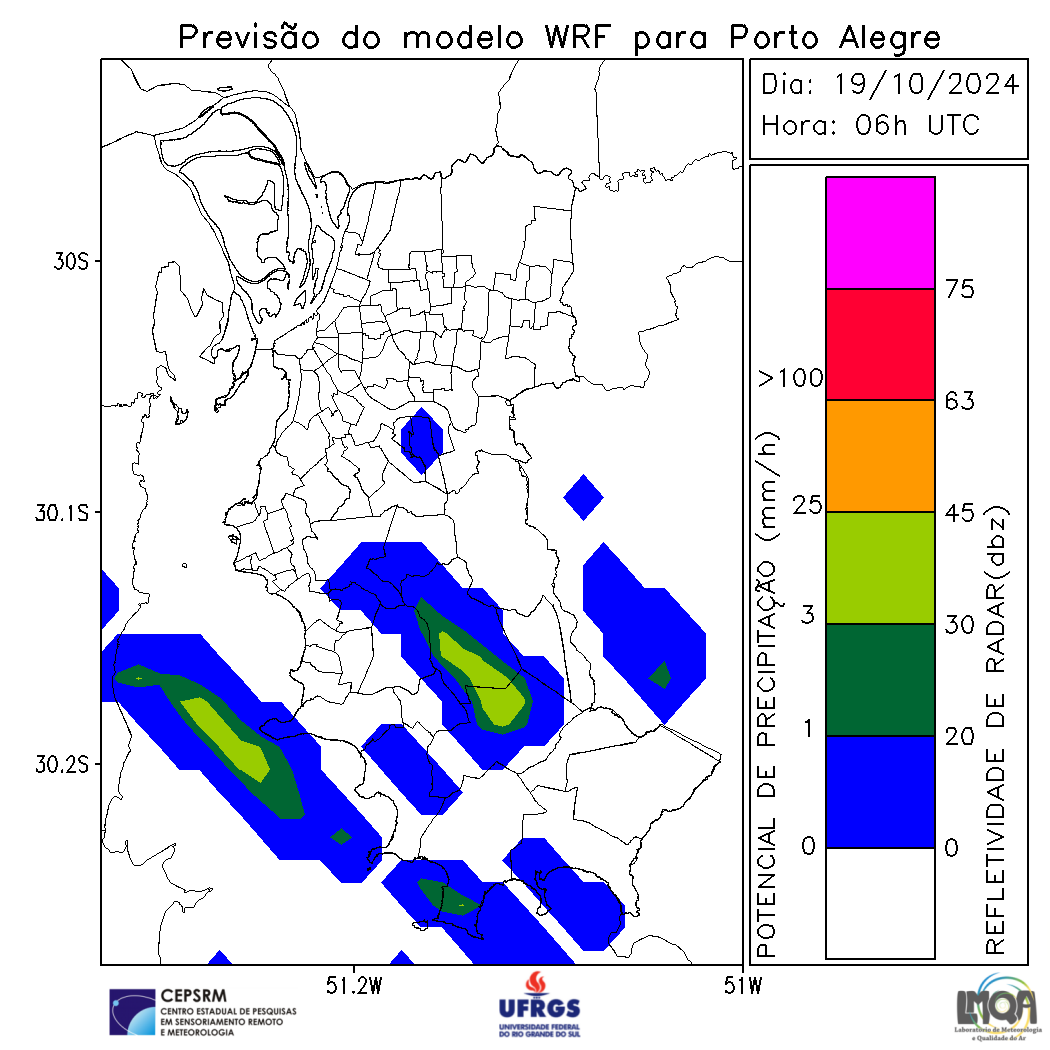 Previsão do modelo WRF para Porto Alegre
Dia: 19/10/2024
Hora: 06h UTC
30S
30.1S
30.2S
51.2W
51W
POTENCIAL DE PRECIPITAÇÃO (mm/h)
>100
25
3
1
0
75
63
45
30
20
0
REFLETIVIDADE DE RADAR(dbz)
CEPSRM
CENTRO ESTADUAL DE PESQUISAS
EM SENSORIAMENTO REMOTO
E METEOROLOGIA
UFRGS
UNIVERSIDADE FEDERAL
DO RIO GRANDE DO SUL
LMQA
Laboratório de Meteorologia
e Qualidade do Ar